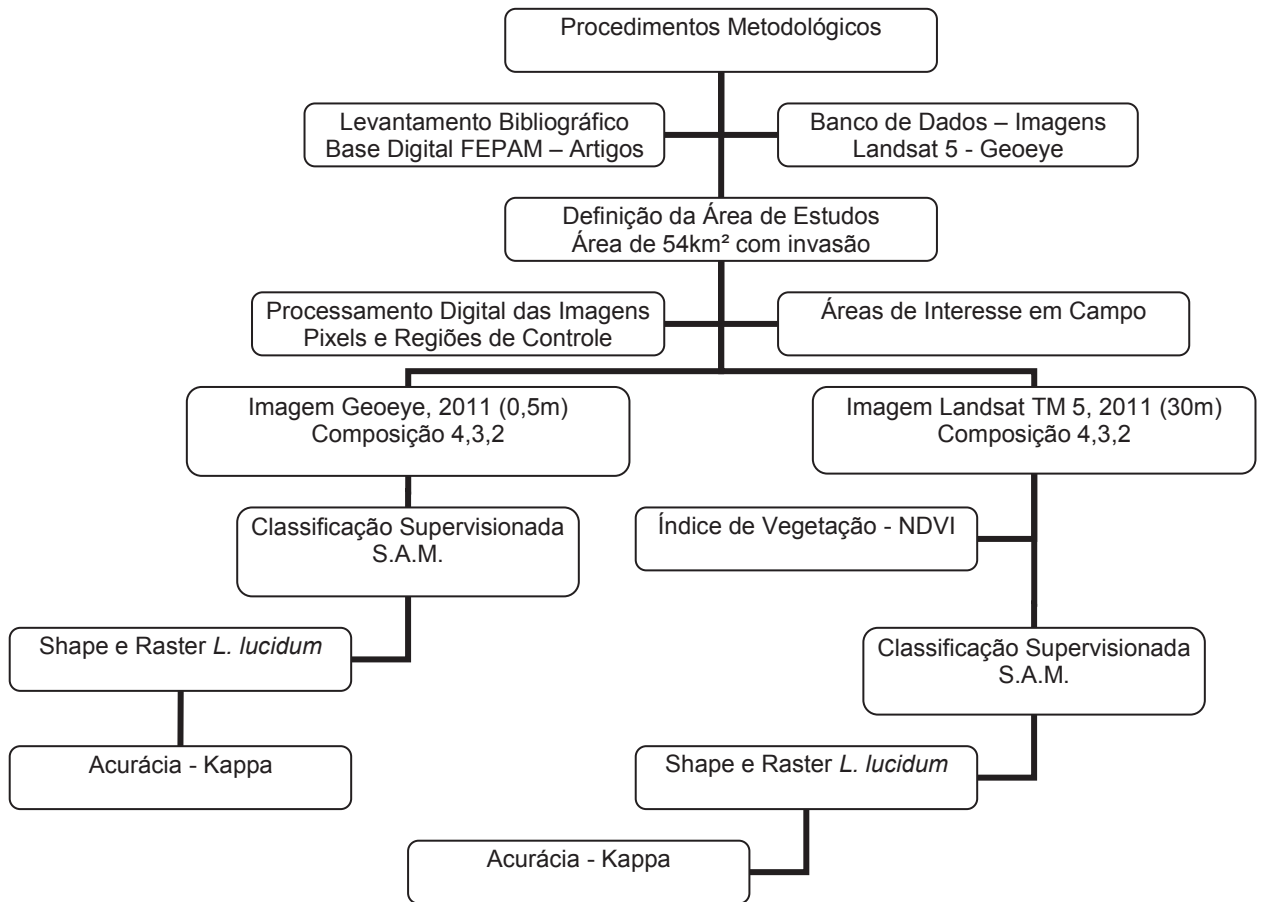 Procedimentos Metodológicos
Levantamento Bibliográfico
Base Digital FEPAM – Artigos
Banco de Dados – Imagens
Landsat 5 - Geoeye
Definição da Área de Estudos
Área de 54km² com invasão
Processamento Digital das Imagens
Pixels e Regiões de Controle
Áreas de Interesse em Campo
Imagem Geoeye, 2011 (0,5m)
Composição 4,3,2
Imagem Landsat TM 5, 2011 (30m)
Composição 4,3,2
Classificação Supervisionada
S.A.M.
Índice de Vegetação - NDVI
Shape e Raster L. lucidum
Classificação Supervisionada
S.A.M.
Acurácia - Kappa
Shape e Raster L. lucidum
Acurácia - Kappa